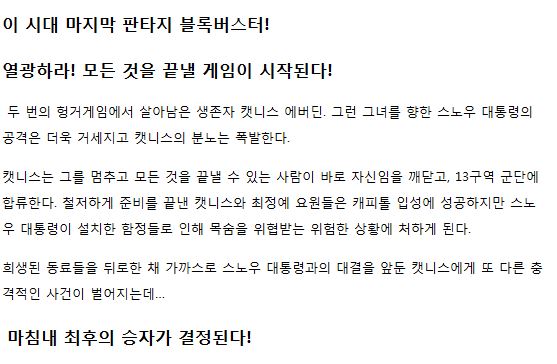 이 시대 마지막 판타지 블록버스터!
열광하라! 모든 것을 끝낼 게임이 시작된다!
두 번의 헝거게임에서 살아남은 생존자 캣니스 에버딘. 그런 그녀를 향한 스노우 대통령의
공격은 더욱 거세지고 캣니스의 분노는 폭발한다.
캣니스는 그를 멈추고 모든 것을 끝낼 수 있는 사람이 바로 자신임을 깨닫고, 13구역 군단에
합류한다. 철저하게 준비를 끝낸 캣니스와 최정예 요원들은 캐피톨 입성에 성공하지만 스노
우 대통령이 설치한 함정들로 인해 목숨을 위협받는 위험한 상황에 처하게 된다.
희생된 동료들을 뒤로한 채 가까스로 스노우 대통령과의 대결을 앞둔 캣니스에게 또 다른 충
격적인 사건이 벌어지는데...
마침내 최후의 승자가 결정된다!